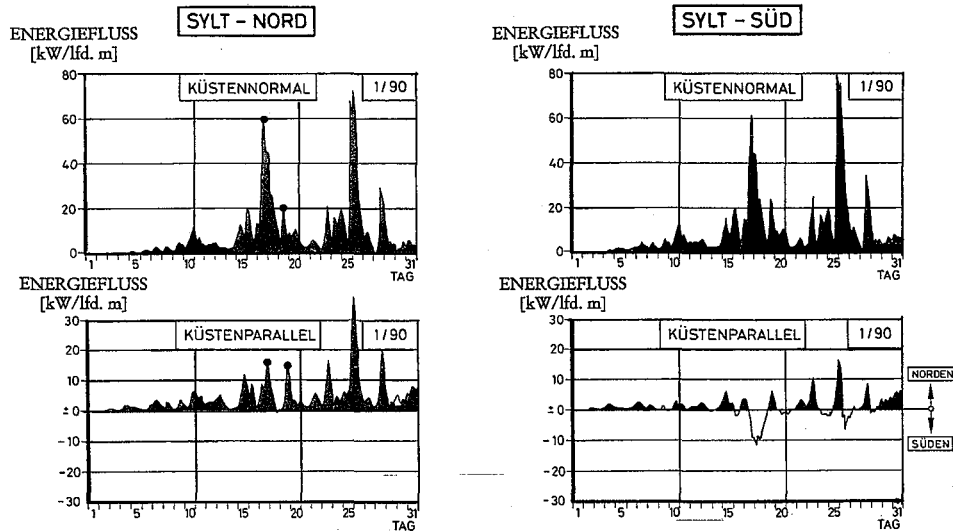 SYLT - NORD
ENERGIEFLUSS
[kW/lfd. m]
80
60
40
20
0
KÜSTENNORMAL
1/90
1 5 10 15 20 25 31
TAG
ENERGIEFLUSS
[kW/lfd. m]
30
20
10
± 0
-10
-20
-30
KÜSTENPARALLEL
1/90
1 5 10 15 20 25 31
TAG
SYLT - SÜD
ENERGIEFLUSS
[kW/lfd. m]
80
60
40
20
0
KÜSTENNORMAL
1/90
1 5 10 15 20 25 31
TAG
ENERGIEFLUSS
[kW/lfd. m]
30
20
10
± 0
-10
-20
-30
KÜSTENPARALLEL
1/90
1 5 10 15 20 25 31
TAG
NORDEN
SÜDEN